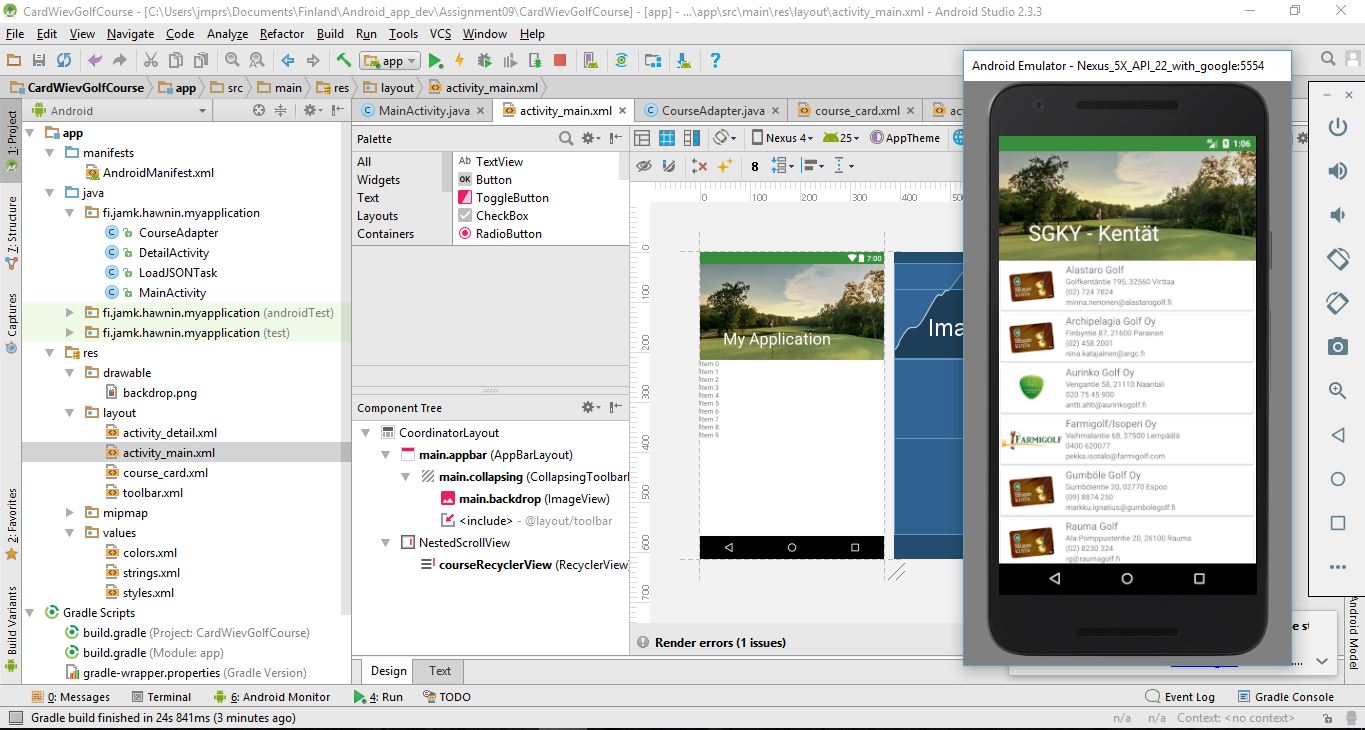 CardWievGolfCourse - [C:\Users\jmprs\Documents\Finland\Android_app_dev\Assignment09\CardWievGolfCourse] - [app] - ...\app\src\main\res\layout\activity_main.xml - Android Studio 2.3.3
File Edit View Navigate Code Analyze Refactor Build Run Tools VCS Window Help
app
CardWievGolfCourse app src main res layout activity_main.xml
Android
MainActivity.java activity_main.xml CourseAdapter.java course_card.xml
1: Project
7: Structure
Captures
2: Favorites
Build Variants
app
manifests
AndroidManifest.xml
java
fi.jamk.hawnin.myapplication
CourseAdapter
DetailActivity
LoadJSONTask
MainActivity
fi.jamk.hawnin.myapplication (androidTest)
fi.jamk.hawnin.myapplication (test)
res
drawable
backdrop.png
layout
activity_detail.xml
activity_main.xml
course_card.xml
toolbar.xml
mipmap
values
colors.xml
strings.xml
styles.xml
Gradle Scripts
build.gradle (Project: CardWievGolfCourse)
build.gradle (Module: app)
gradle-wrapper.properties (Gradle Version)
Palette
All
Widgets
Text
Layouts
Containers
Ab TextView
OK Button
ToggleButton
CheckBox
RadioButton
Component Tree
CoordinatorLayout
main.appbar (AppBarLayout)
main.collapsing (CollapsingToolbarl
main.backdrop (ImageView)
<include> - @layout/toolbar
NestedScrollView
courseRecyclerView (RecyclerView
Nexus 4 25 AppTheme
8
0 100 200 300 400 500
0
100
200
300
400
500
600
700
7:00
My Application
Item 0
Item 1
Item 2
Item 3
Item 4
Item 5
Item 6
Item 7
Item 8
Item 9
Ima
Render errors (1 issues)
Design Text
Android Emulator - Nexus_5X_API_22_with_google:5554
1:06
SGKY - Kentät
Alastaro Golf
Golfkentäntie 195, 32560 Virttaa
(02) 724 7824
minna.nenonen@alastarogolf.fi
Archipelagia Golf Oy
Finbyntie 87, 21600 Parainen
(02) 458 2001
nina.katajainen@argc.fi
Aurinko Golf Oy
Vengantie 58, 21110 Naantali
020 75 45 900
antti.ahti@aurinkogolf.fi
FARMIGOLF
Farmigolf/Isoperi Oy
Vaihmalantie 68, 37500 Lempäälä
0400 620077
pekka.isotalo@farmigolf.com
Gumböle Golf Oy
Gumbölentie 20, 02770 Espoo
(09) 8874 250
markku.ignatius@gumbolegolf.fi
Rauma Golf
Ala-Pomppustentie 20, 26100 Rauma
(02) 8230 324
rg@raumagolf.fi
Android Model
0: Messages Terminal 6: Android Monitor 4: Run TODO Event Log Gradle Console
Gradle build finished in 24s 841ms (3 minutes ago) n/a n/a Context: <no context>